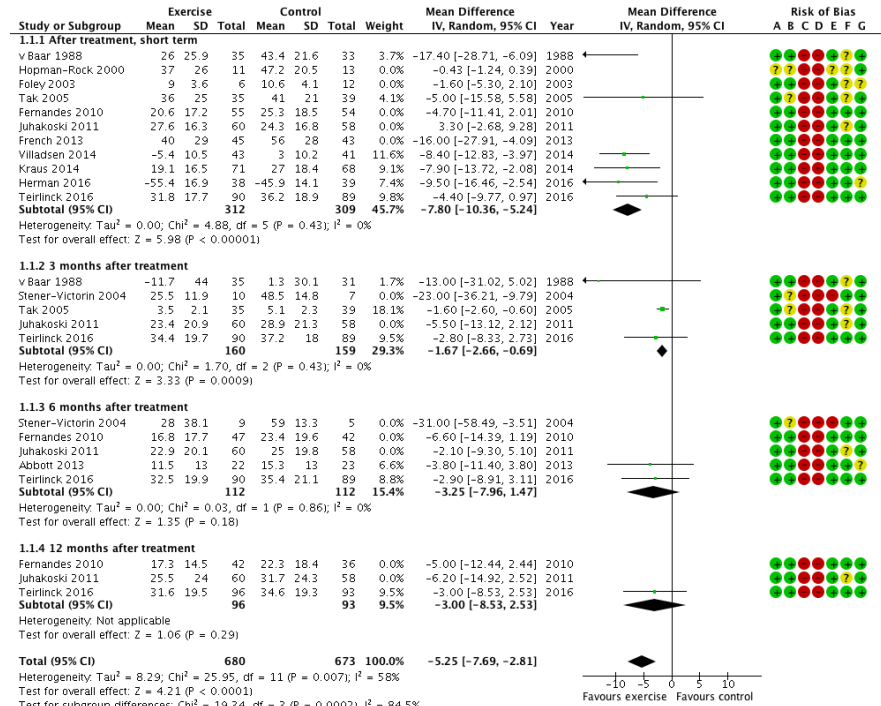 Exercise Control Mean Difference Mean Difference Risk of Bias
Study or Subgroup Mean SD Total Mean SD Total Weight IV, Random, 95% CI Year IV, Random, 95% CI A B C D E F G
1.1.1 After treatment, short term
v Baar 1988 26 25.9 35 43.4 21.6 33 3.7% -17.40 [-28.71, -6.09] 1988 + + - - + ? +
Hopman-Rock 2000 37 26 11 47.2 20.5 13 0.0% -0.43 [-1.24, 0.39] 2000 ? ? - - ? ? +
Foley 2003 9 3.6 6 10.6 4.1 12 0.0% -1.60 [-5.30, 2.10] 2003 + + - - + ? ?
Tak 2005 36 25 35 41 21 39 4.1% -5.00 [-15.58, 5.58] 2005 + ? - - + ? +
Fernandes 2010 20.6 17.2 55 25.3 18.5 54 0.0% -4.70 [-11.41, 2.01] 2010 + + - - + + +
Juhakoski 2011 27.6 16.3 60 24.3 16.8 58 0.0% 3.30 [-2.68, 9.28] 2011 + + - - + ? +
French 2013 40 29 45 56 28 43 0.0% -16.00 [-27.91, -4.09] 2013 + + - - + + +
Villadsen 2014 -5.4 10.5 43 3 10.2 41 11.6% -8.40 [-12.83, -3.97] 2014 + + - - + + +
Kraus 2014 19.1 16.5 71 27 18.4 68 9.1% -7.90 [-13.72, -2.08] 2014 + + - - + + +
Herman 2016 -55.4 16.9 38 -45.9 14.1 39 7.5% -9.50 [-16.46, -2.54] 2016 + + - - + + ?
Teirlinck 2016 31.8 17.7 90 36.2 18.9 89 9.7% -4.40 [-9.77, 0.97] 2016 + + - - + + +
Subtotal (95% CI) 312 309 45.7% -7.80 [-10.36, -5.24]
Heterogeneity: Tau² = 0.00; Chi² = 4.88, df = 5 (P = 0.43); I² = 0%
Test for overall effect: Z = 5.98 (P < 0.00001)
1.1.2 3 months after treatment
v Baar 1988 -11.7 44 35 1.3 30.1 31 1.7% -13.00 [-31.02, 5.02] 1988 + + - - + ? +
Stener-Victorin 2004 25.5 11.9 10 48.5 14.8 7 0.0% -23.00 [-36.21, -9.79] 2004 + ? - - - + +
Tak 2005 3.5 2.1 35 5.1 2.3 39 18.1% -1.60 [-2.60, -0.60] 2005 + ? - - + ? +
Juhakoski 2011 23.4 20.9 60 28.9 21.3 58 0.0% -5.50 [-13.12, 2.12] 2011 + + - - + ? +
Teirlinck 2016 34.4 19.7 90 37.2 18 89 9.5% -2.80 [-8.33, 2.73] 2016 + + - - + + +
Subtotal (95% CI) 160 159 29.3% -1.67 [-2.66, -0.69]
Heterogeneity: Tau² = 0.00; Chi² = 1.70, df = 2 (P = 0.43); I² = 0%
Test for overall effect: Z = 3.33 (P = 0.0009)
1.1.3 6 months after treatment
Stener-Victorin 2004 28 38.1 9 59 13.3 5 0.0% -31.00 [-58.49, -3.51] 2004 + ? - - - + +
Fernandes 2010 16.8 17.7 47 23.4 19.6 42 0.0% -6.60 [-14.39, 1.19] 2010 + + - - + + +
Juhakoski 2011 22.9 20.1 60 25 19.8 58 0.0% -2.10 [-9.30, 5.10] 2011 + + - - + ? +
Abbott 2013 11.5 13 22 15.3 13 23 6.6% -3.80 [-11.40, 3.80] 2013 + + - - + + ?
Teirlinck 2016 32.5 19.9 90 35.4 21.1 89 8.8% -2.90 [-8.91, 3.11] 2016 + + - - + + +
Subtotal (95% CI) 112 112 15.4% -3.25 [-7.96, 1.47]
Heterogeneity: Tau² = 0.00; Chi² = 0.03, df = 1 (P = 0.86); I² = 0%
Test for overall effect: Z = 1.35 (P = 0.18)
1.1.4 12 months after treatment
Fernandes 2010 17.3 14.5 42 22.3 18.4 36 0.0% -5.00 [-12.44, 2.44] 2010 + + - - + + +
Juhakoski 2011 25.5 24 60 31.7 24.3 58 0.0% -6.20 [-14.92, 2.52] 2011 + + - - + ? +
Teirlinck 2016 31.6 19.5 96 34.6 19.3 93 9.5% -3.00 [-8.53, 2.53] 2016 + + - - + + +
Subtotal (95% CI) 96 93 9.5% -3.00 [-8.53, 2.53]
Heterogeneity: Not applicable
Test for overall effect: Z = 1.06 (P = 0.29)
Total (95% CI) 680 673 100.0% -5.25 [-7.69, -2.81]
Heterogeneity: Tau² = 8.29; Chi² = 25.95, df = 11 (P = 0.007); I² = 58%
Test for overall effect: Z = 4.21 (P < 0.0001)
Test for subgroup differences: Chi² = 19.34, df = 3 (P = 0.0002), I² = 84.5%
-10 -5 0 5 10
Favours exercise Favours control